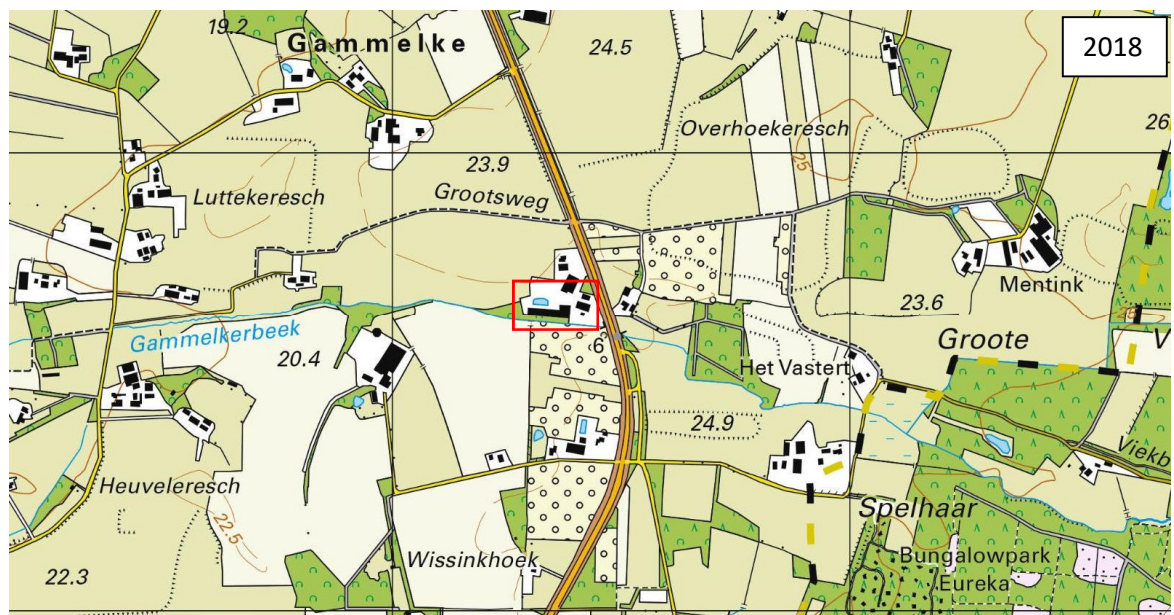 19.2
Gammelke
24.5
2018
Overhoekeresch
26
23.9
25
Luttekeresch
Grootsweg
Mentink
23.6
25
Gammelkerbeek
20.4
.6
Groote
V
Het Vastert
24.9
Viekb
Heuveleresch
22.5
Spelhaar
Wissinkhoek
Bungalowpark
Eureka
22.3